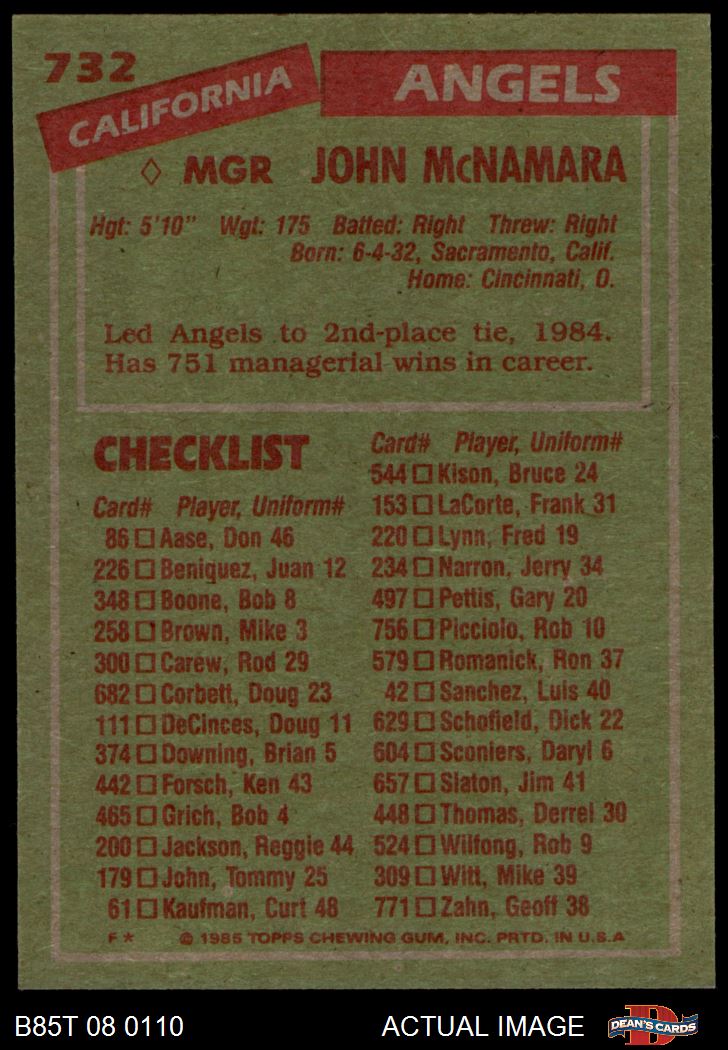 732
CALIFORNIA ANGELS
MGR JOHN McNAMARA
Hgt: 5'10" Wgt: 175 Batted: Right Threw: Right
Born: 6-4-32, Sacramento, Calif.
Home: Cincinnati, O.
Led Angels to 2nd-place tie, 1984.
Has 751 managerial wins in career.
CHECKLIST
Card# Player, Uniform#
86 Aase, Don 46
226 Beniquez, Juan 12
348 Boone, Bob 8
258 Brown, Mike 3
300 Carew, Rod 29
682 Corbett, Doug 23
111 DeCinces, Doug 11
374 Downing, Brian 5
442 Forsch, Ken 43
465 Grich, Bob 4
200 Jackson, Reggie 44
179 John, Tommy 25
61 Kaufman, Curt 48
Card# Player, Uniform#
544 Kison, Bruce 24
153 LaCorte, Frank 31
220 Lynn, Fred 19
234 Narron, Jerry 34
497 Pettis, Gary 20
756 Picciolo, Rob 10
579 Romanick, Ron 37
42 Sanchez, Luis 40
629 Schofield, Dick 22
604 Sconiers, Daryl 6
657 Slaton, Jim 41
448 Thomas, Derrel 30
524 Wilfong, Rob 9
309 Witt, Mike 39
771 Zahn, Geoff 38
F* © 1985 TOPPS CHEWING GUM, INC. PRTD. IN U.S.A
B85T 08 0110 ACTUAL IMAGE D DEAN'S CARDS